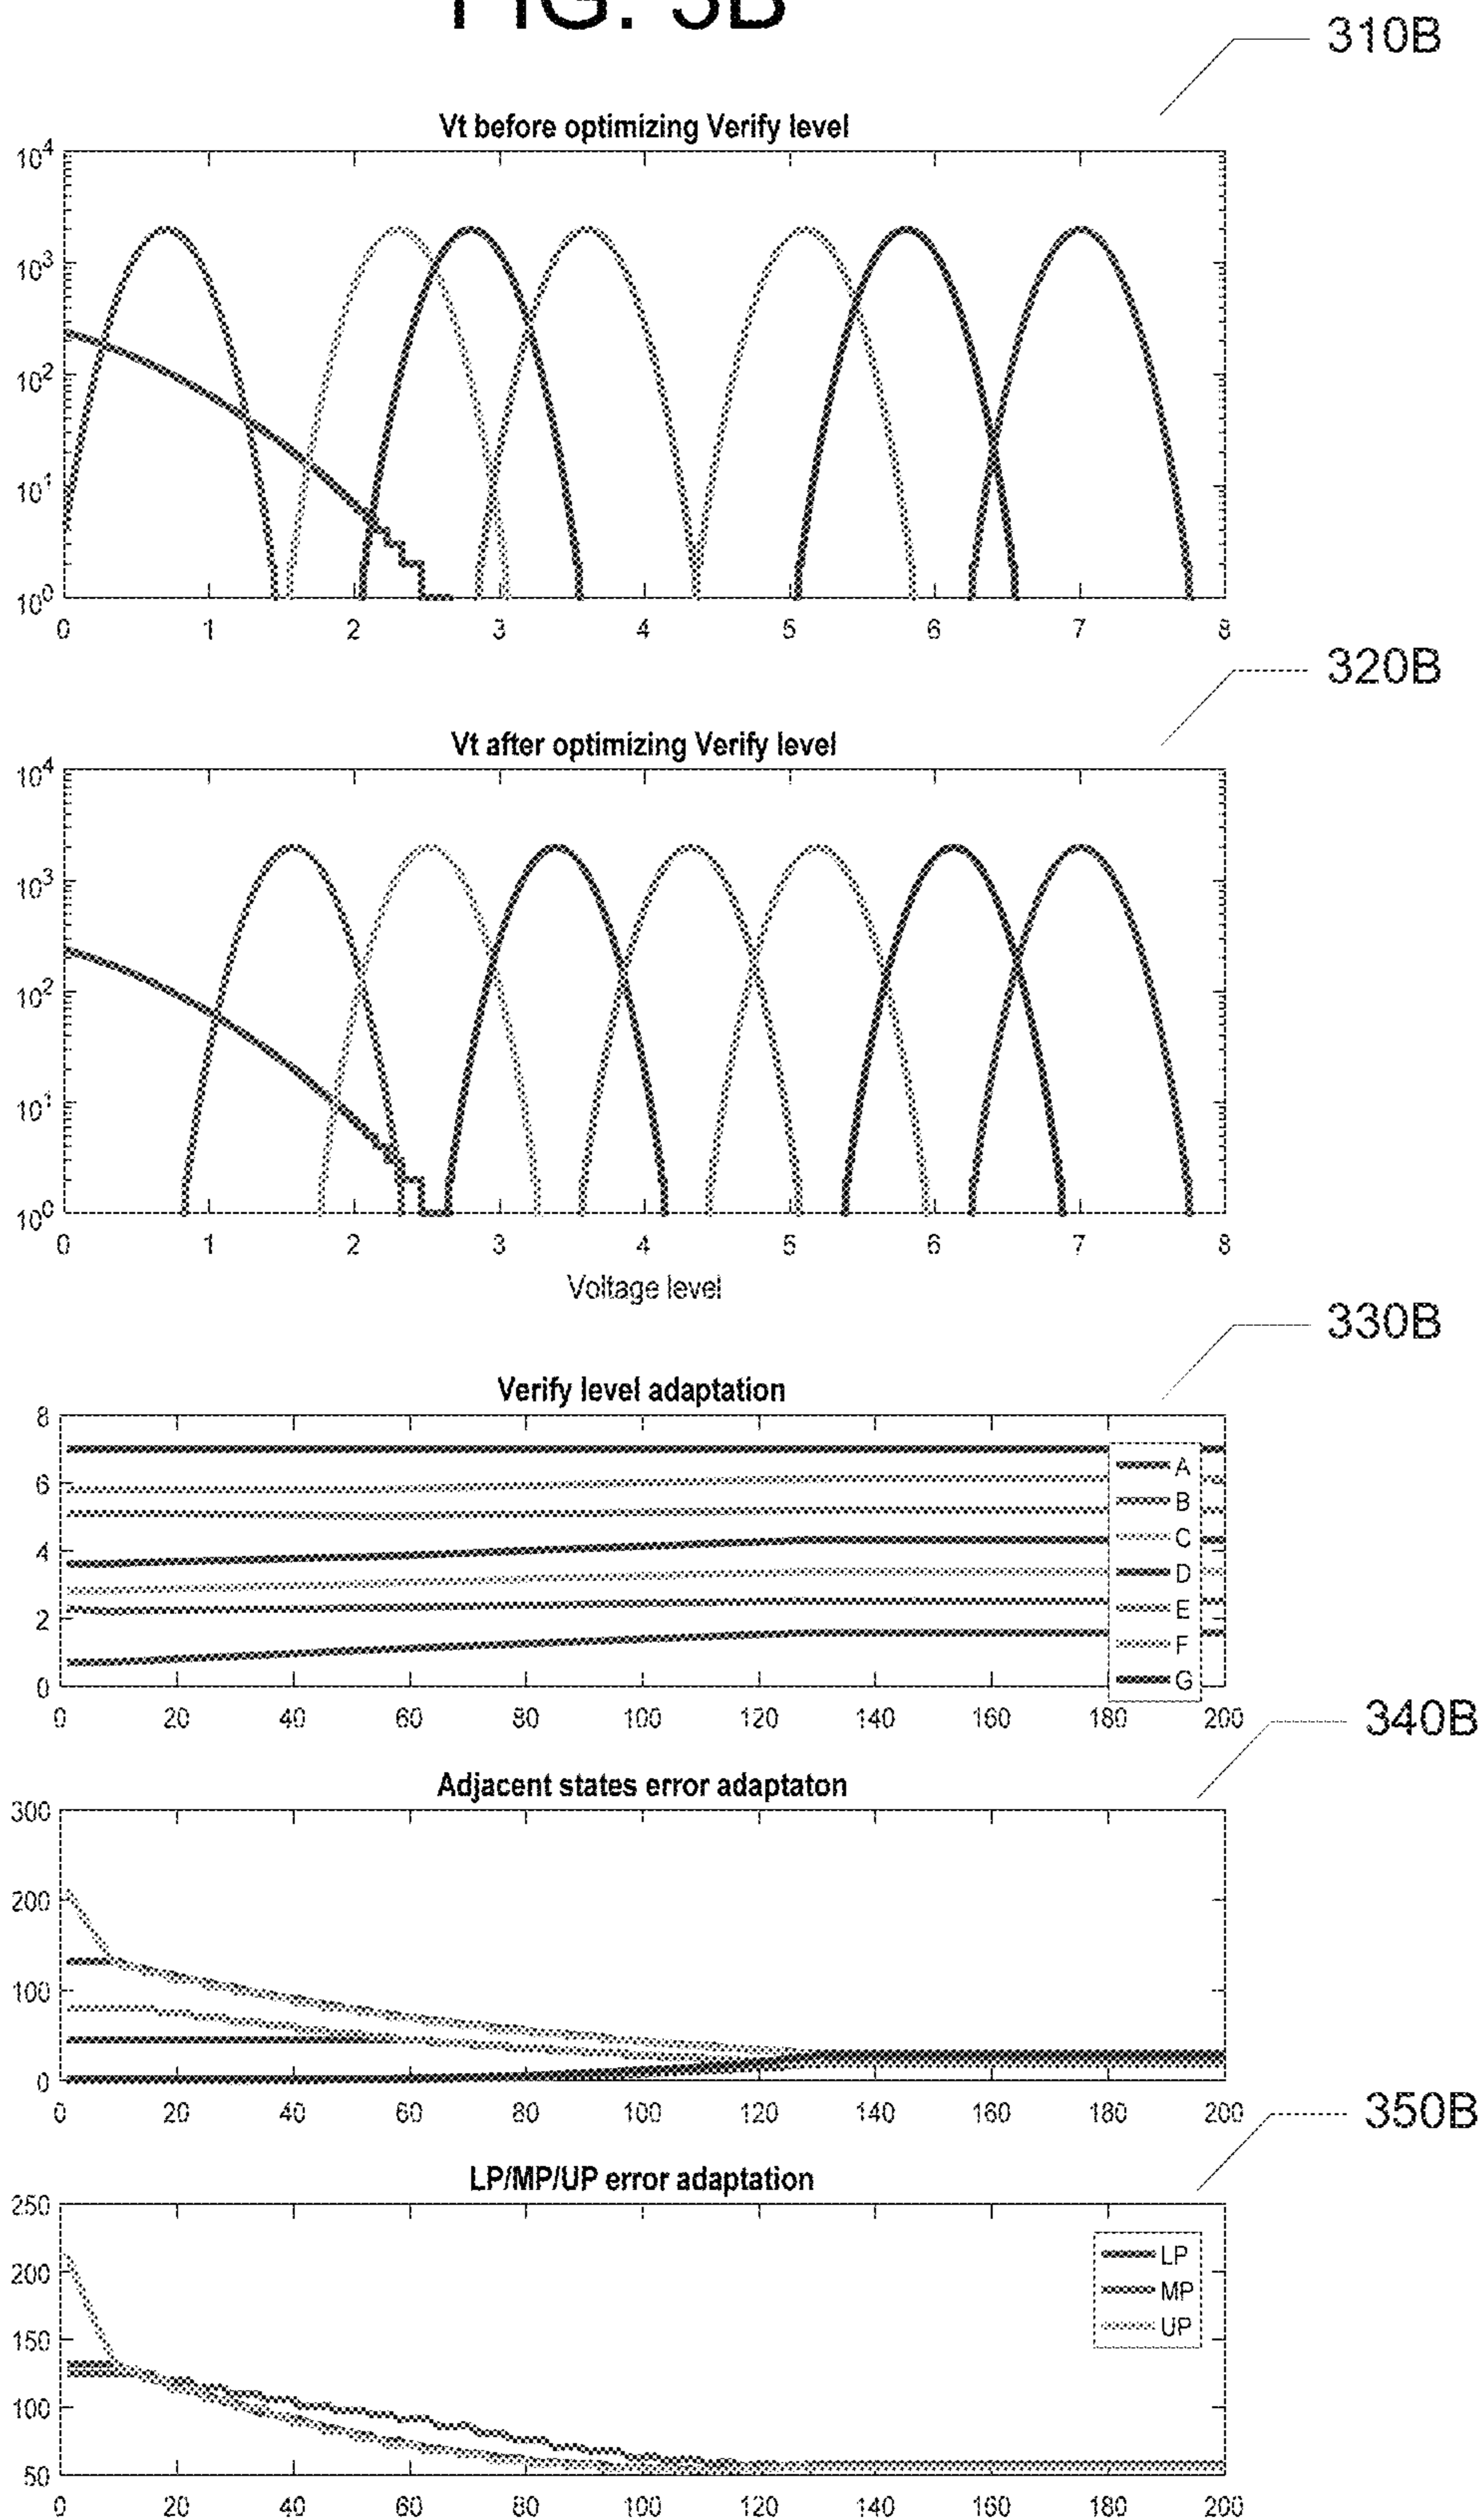 FIG. 3B
310B
Vt before optimizing Verify level
10^4
10^3
10^2
10^1
10^0
0 1 2 3 4 5 6 7 8
320B
Vt after optimizing Verify level
10^4
10^3
10^2
10^1
10^0
0 1 2 3 4 5 6 7 8
Voltage level
330B
Verify level adaptation
8
6
4
2
0
A
B
C
D
E
F
G
0 20 40 60 80 100 120 140 160 180 200
340B
Adjacent states error adaptaton
300
200
100
0
0 20 40 60 80 100 120 140 160 180 200
350B
LP/MP/UP error adaptation
250
200
150
100
50
LP
MP
UP
0 20 40 60 80 100 120 140 160 180 200